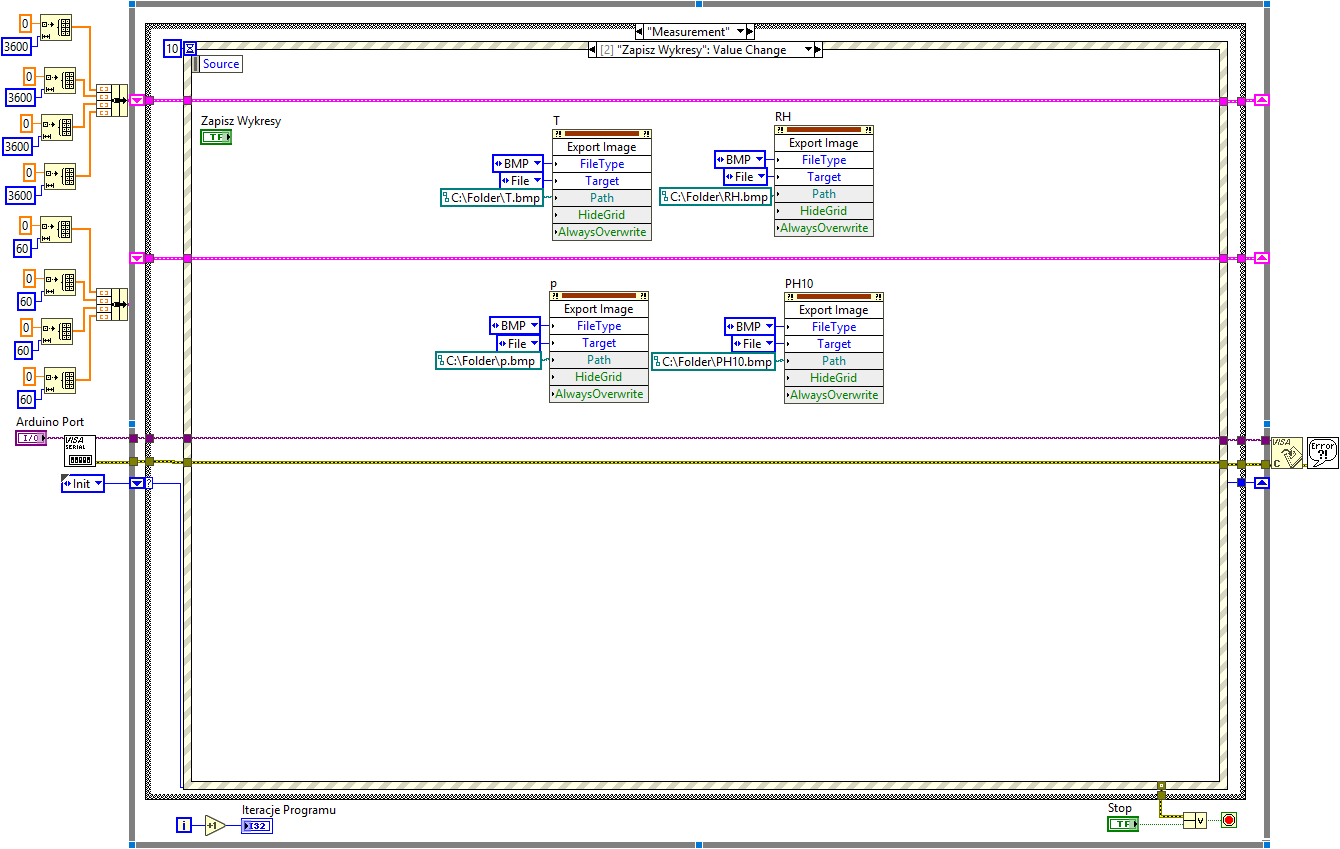 "Measurement"
[2] "Zapisz Wykresy": Value Change
10
Source
0
3600
0
3600
0
3600
0
3600
0
60
0
60
0
60
0
60
Zapisz Wykresy
TF
T
Export Image
BMP
FileType
File
Target
C:\Folder\T.bmp
Path
HideGrid
AlwaysOverwrite
RH
Export Image
BMP
FileType
File
Target
C:\Folder\RH.bmp
Path
HideGrid
AlwaysOverwrite
p
Export Image
BMP
FileType
File
Target
C:\Folder\p.bmp
Path
HideGrid
AlwaysOverwrite
PH10
Export Image
BMP
FileType
File
Target
C:\Folder\PH10.bmp
Path
HideGrid
AlwaysOverwrite
Arduino Port
I/O
VISA
SERIAL
Init
?
VISA
C
Error
?!
Iteracje Programu
i
+1
I32
Stop
TF
V